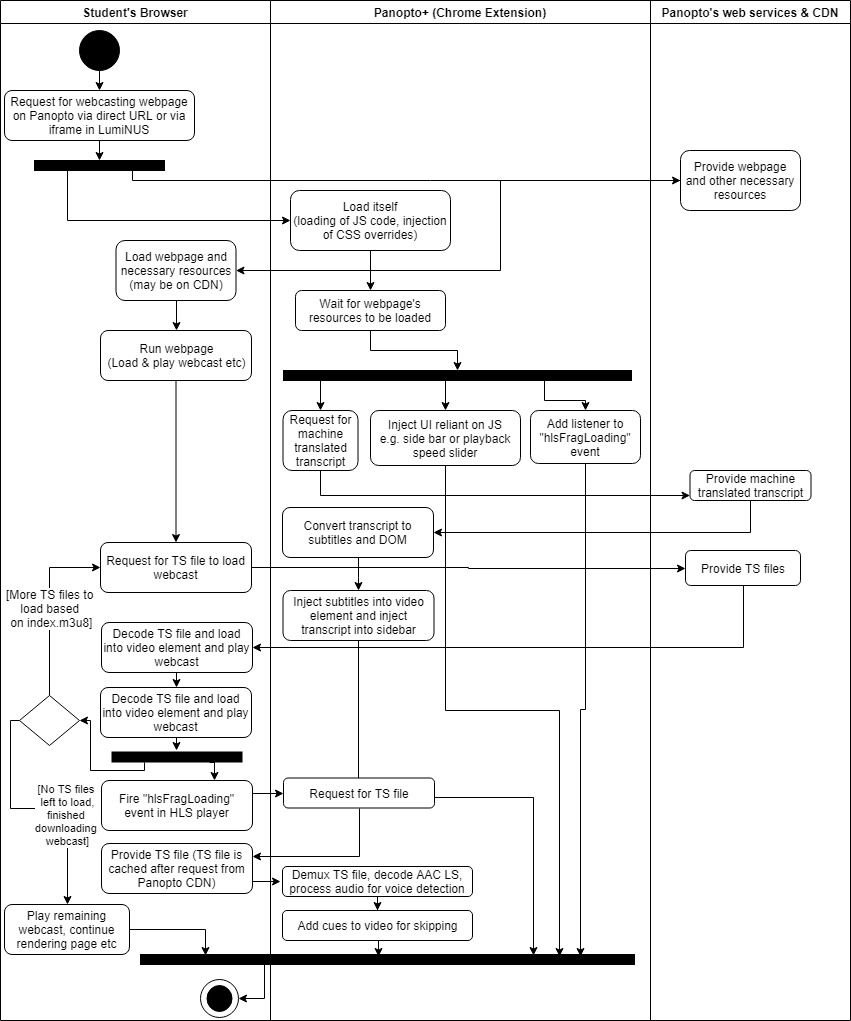 Student's Browser
Panopto+ (Chrome Extension)
Panopto's web services & CDN
Request for webcasting webpage
on Panopto via direct URL or via
iframe in LumiNUS
Provide webpage
and other necessary
resources
Load itself
(loading of JS code, injection
of CSS overrides)
Load webpage and
necessary resources
(may be on CDN)
Wait for webpage's
resources to be loaded
Run webpage
(Load & play webcast etc)
Request for
machine
translated
transcript
Inject UI reliant on JS
e.g. side bar or playback
speed slider
Add listener to
"hlsFragLoading"
event
Provide machine
translated transcript
Convert transcript to
subtitles and DOM
Request for TS file to load
webcast
Provide TS files
[More TS files to
load based
on index.m3u8]
Inject subtitles into video
element and inject
transcript into sidebar
Decode TS file and load
into video element and play
webcast
Decode TS file and load
into video element and play
webcast
[No TS files
left to load,
finished
downloading
webcast]
Fire "hlsFragLoading"
event in HLS player
Request for TS file
Provide TS file (TS file is
cached after request from
Panopto CDN)
Demux TS file, decode AAC LS,
process audio for voice detection
Play remaining
webcast, continue
rendering page etc
Add cues to video for skipping